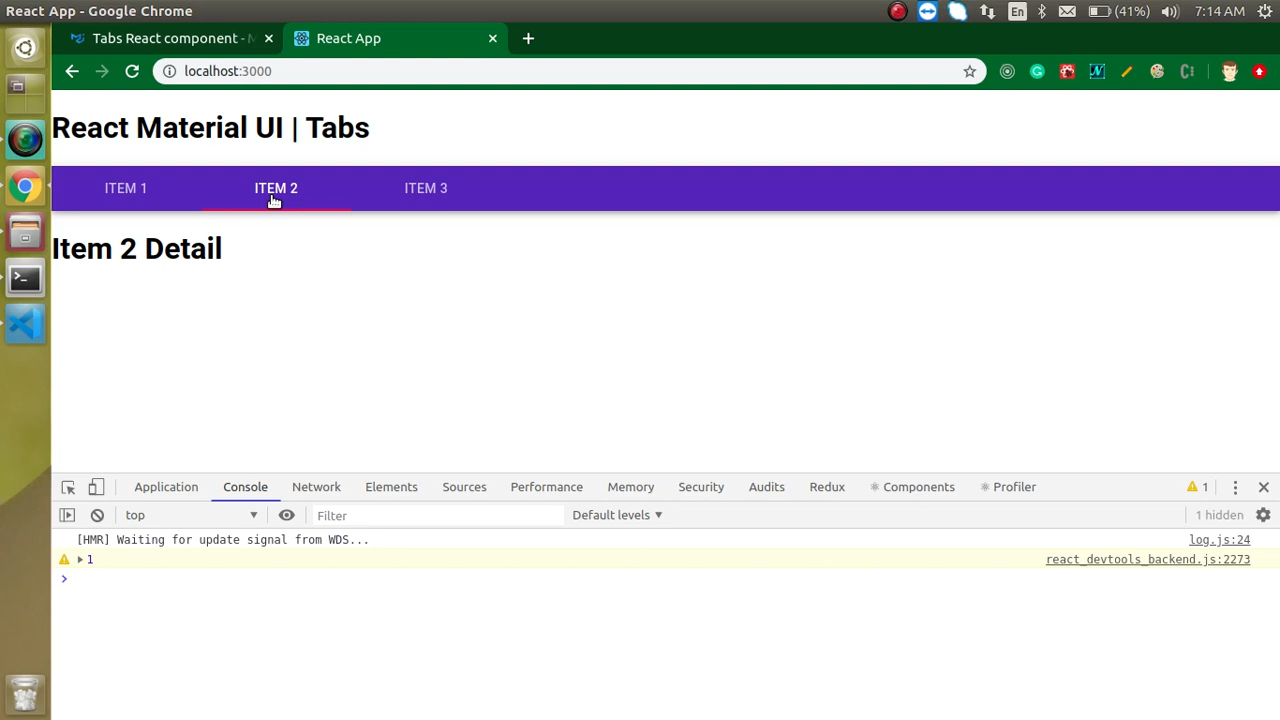 React App - Google Chrome
En
(41%)
7:14 AM
Tabs React component - M
React App
localhost:3000
React Material UI | Tabs
ITEM 1
ITEM 2
ITEM 3
Item 2 Detail
Application
Console
Network
Elements
Sources
Performance
Memory
Security
Audits
Redux
Components
Profiler
1
top
Filter
Default levels
1 hidden
[HMR] Waiting for update signal from WDS...
log.js:24
1
react_devtools_backend.js:2273